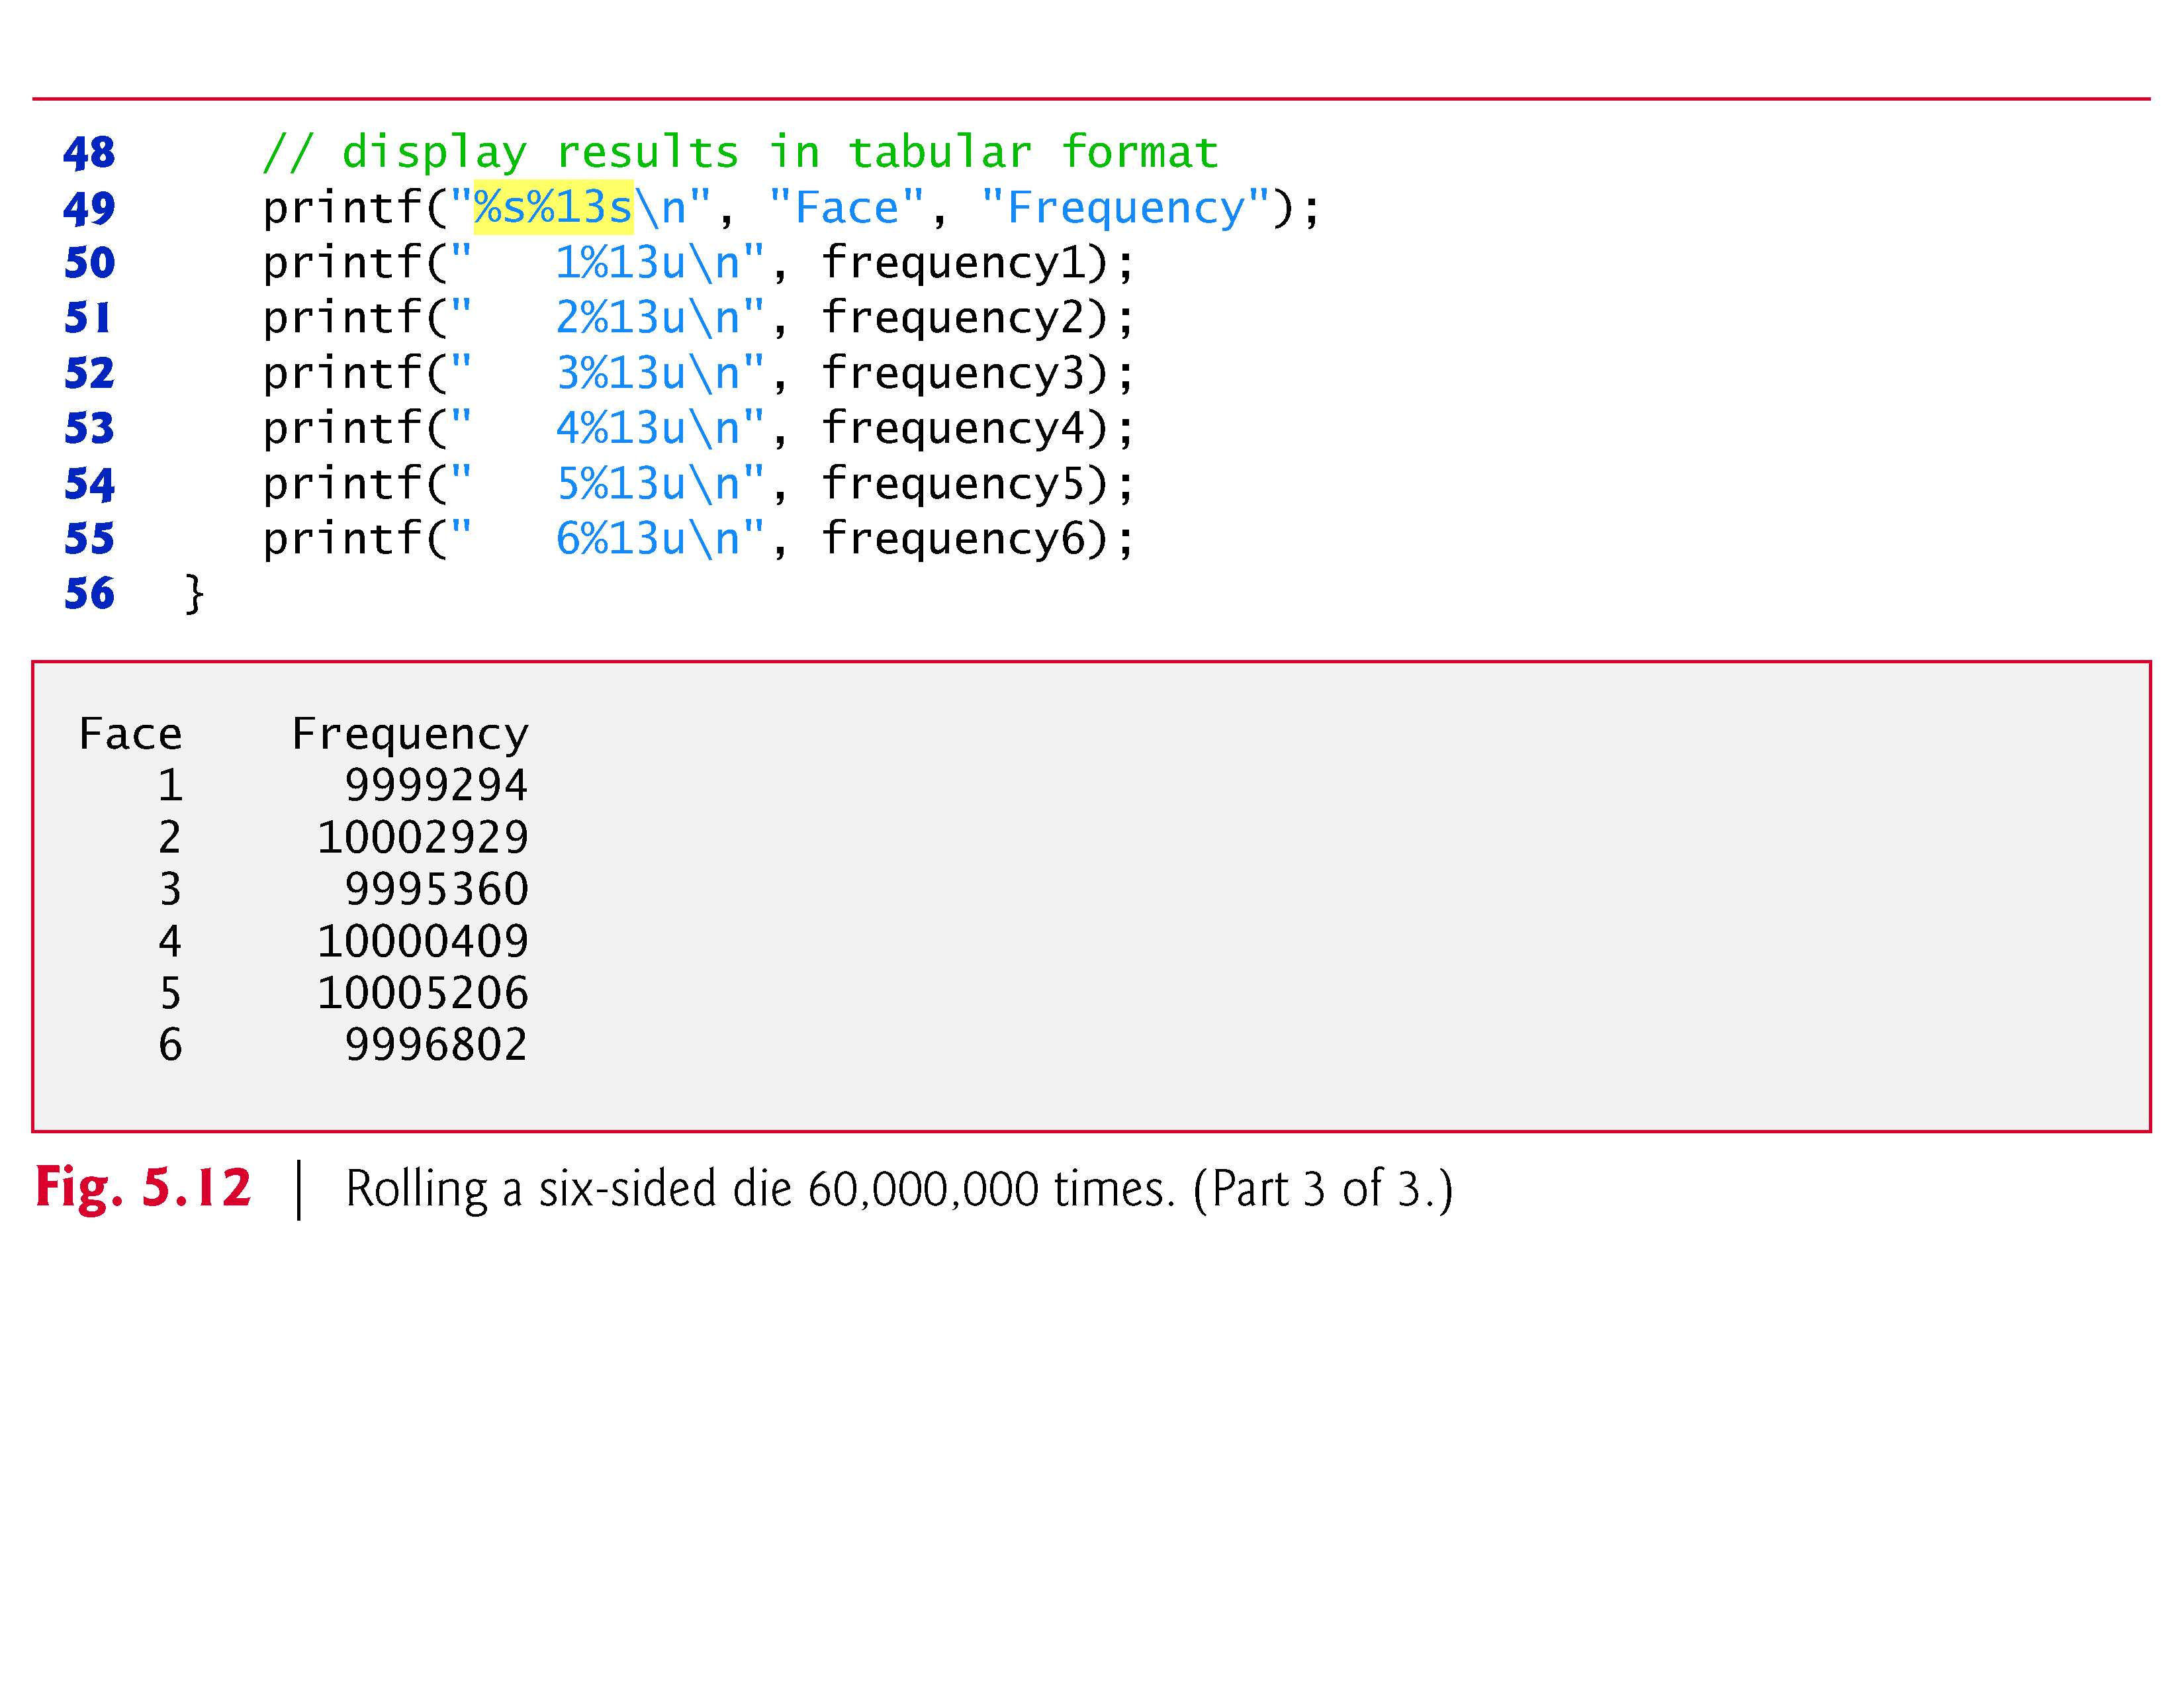 48 // display results in tabular format
49 printf("%s%13s\n", "Face", "Frequency");
50 printf("   1%13u\n", frequency1);
51 printf("   2%13u\n", frequency2);
52 printf("   3%13u\n", frequency3);
53 printf("   4%13u\n", frequency4);
54 printf("   5%13u\n", frequency5);
55 printf("   6%13u\n", frequency6);
56 }
Face    Frequency
   1      9999294
   2     10002929
   3      9995360
   4     10000409
   5     10005206
   6      9996802
Fig. 5.12 | Rolling a six-sided die 60,000,000 times. (Part 3 of 3.)